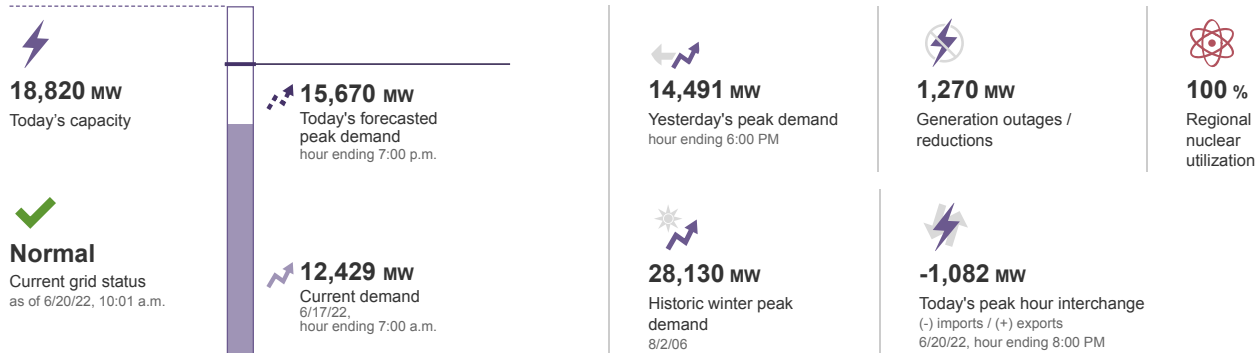 18,820 MW
Today's capacity
Normal
Current grid status
as of 6/20/22, 10:01 a.m.
15,670 MW
Today's forecasted
peak demand
hour ending 7:00 p.m.
12,429 MW
Current demand
6/17/22,
hour ending 7:00 a.m.
14,491 MW
Yesterday's peak demand
hour ending 6:00 PM
1,270 MW
Generation outages /
reductions
100 %
Regional
nuclear
utilization
28,130 MW
Historic winter peak
demand
8/2/06
-1,082 MW
Today's peak hour interchange
(-) imports / (+) exports
6/20/22, hour ending 8:00 PM